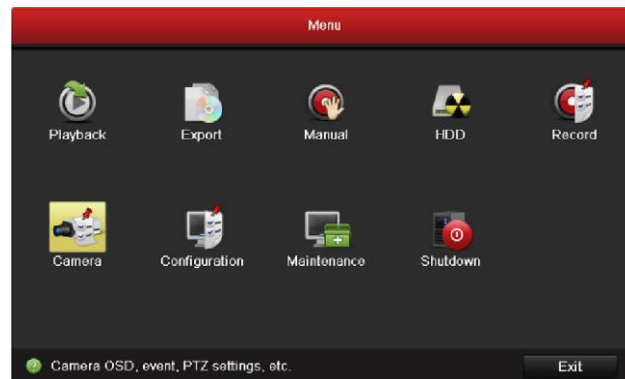 Menu
Playback Export Manual HDD Record
Camera Configuration Maintenance Shutdown
Camera OSD, event, PTZ settings, etc. Exit